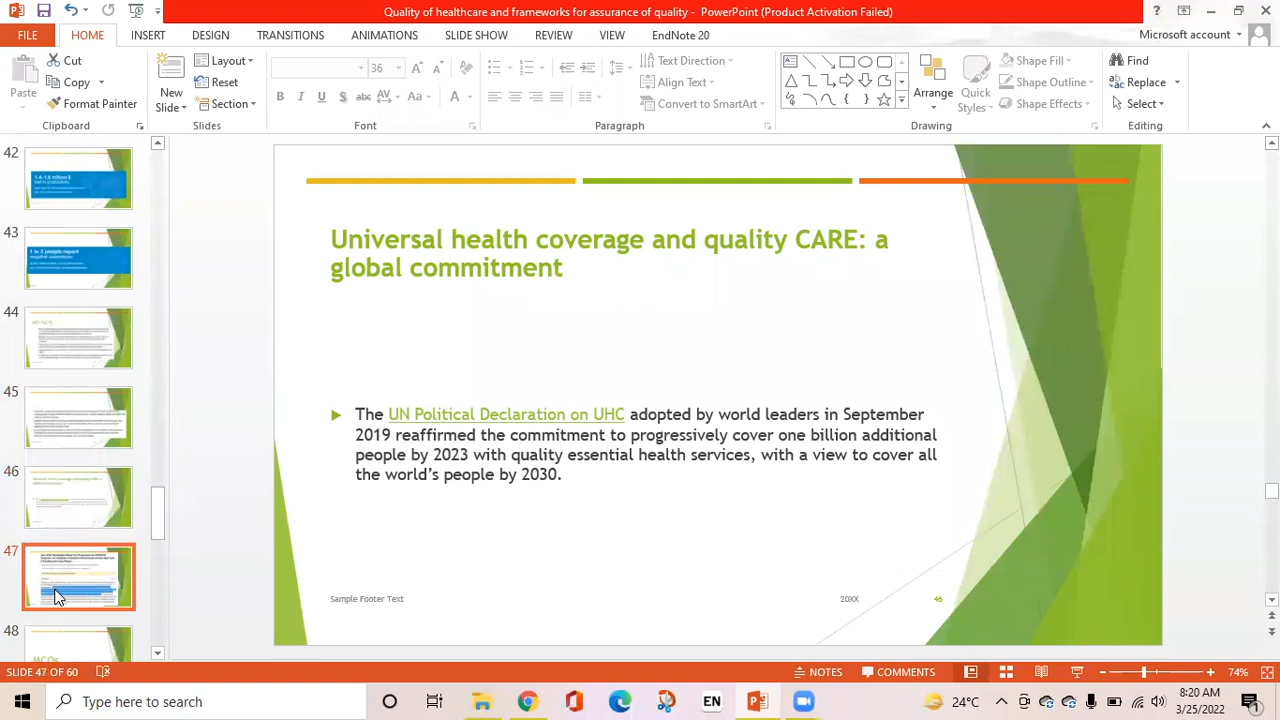 Quality of healthcare and frameworks for assurance of quality - PowerPoint (Product Activation Failed)
FILE HOME INSERT DESIGN TRANSITIONS ANIMATIONS SLIDE SHOW REVIEW VIEW EndNote 20 Microsoft account
Paste
Cut
Copy
Format Painter
Clipboard
New Slide
Layout
Reset
Section
Slides
36
Font
Text Direction
Align Text
Convert to SmartArt
Paragraph
Arrange
Quick Styles
Shape Fill
Shape Outline
Shape Effects
Drawing
Find
Replace
Select
Editing
42
43
1 in 3 people report
44
45
46
47
48
MCQs
Universal health coverage and quality CARE: a
global commitment
The UN Political Declaration on UHC adopted by world leaders in September
2019 reaffirmed the commitment to progressively cover one billion additional
people by 2023 with quality essential health services, with a view to cover all
the world's people by 2030.
Sample Footer Text 20XX 46
SLIDE 47 OF 60 NOTES COMMENTS 74%
Type here to search EN 24°C 8:20 AM
3/25/2022